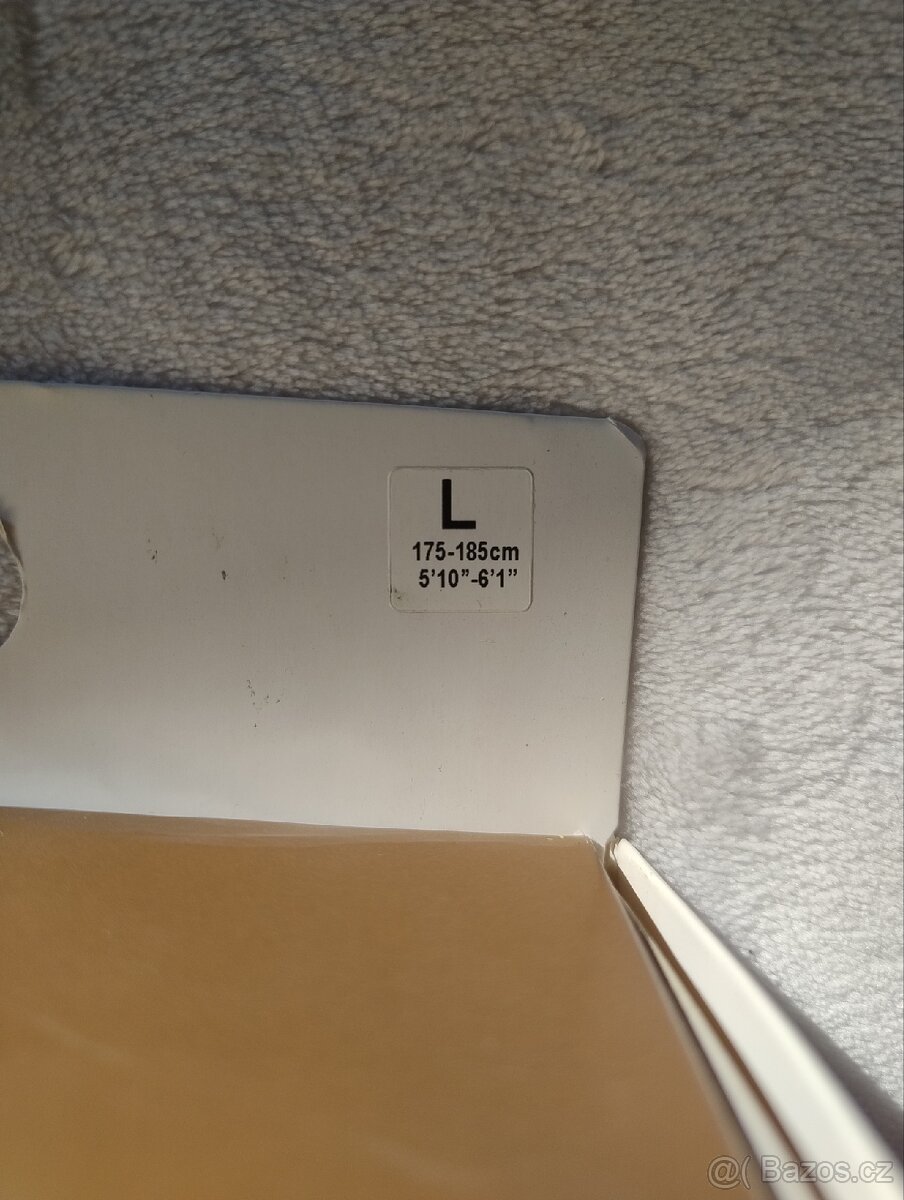 L
175-185cm
5'10”-6'1”
@( Bazos.cz